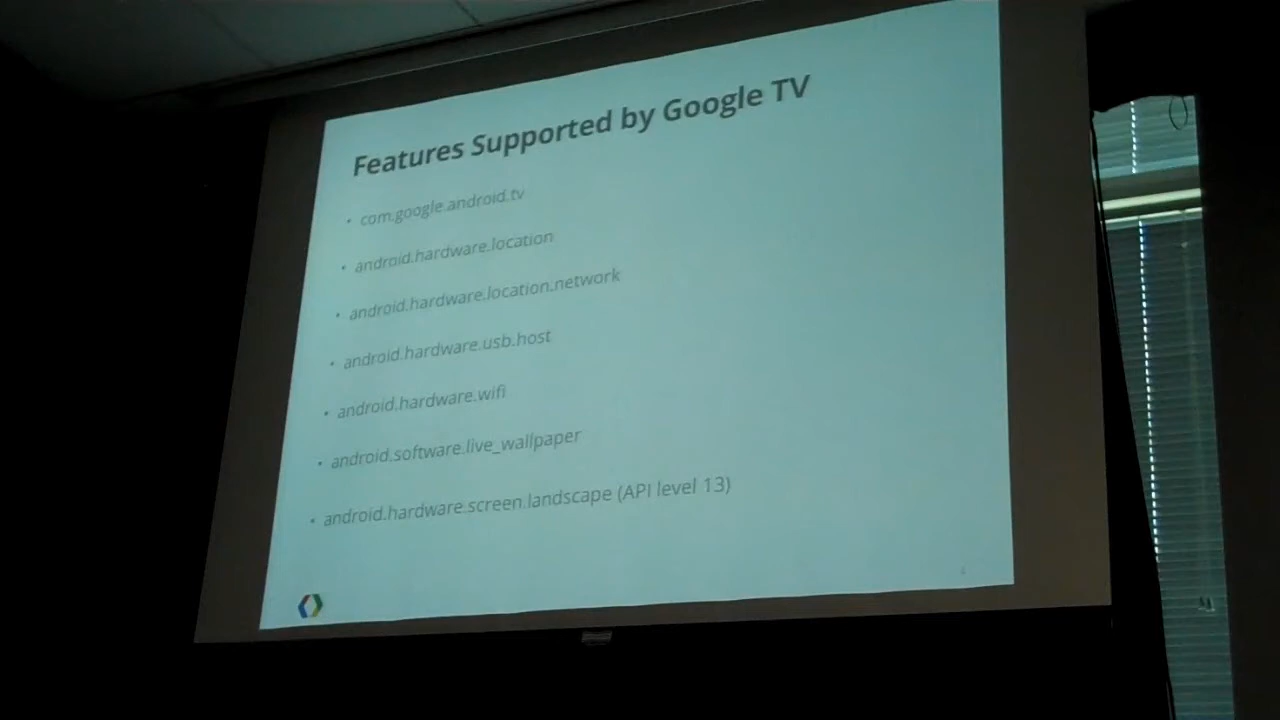 Features Supported by Google TV
• com.google.android.tv
• android.hardware.location
• android.hardware.location.network
• android.hardware.usb.host
• android.hardware.wifi
• android.software.live_wallpaper
• android.hardware.screen.landscape (API level 13)